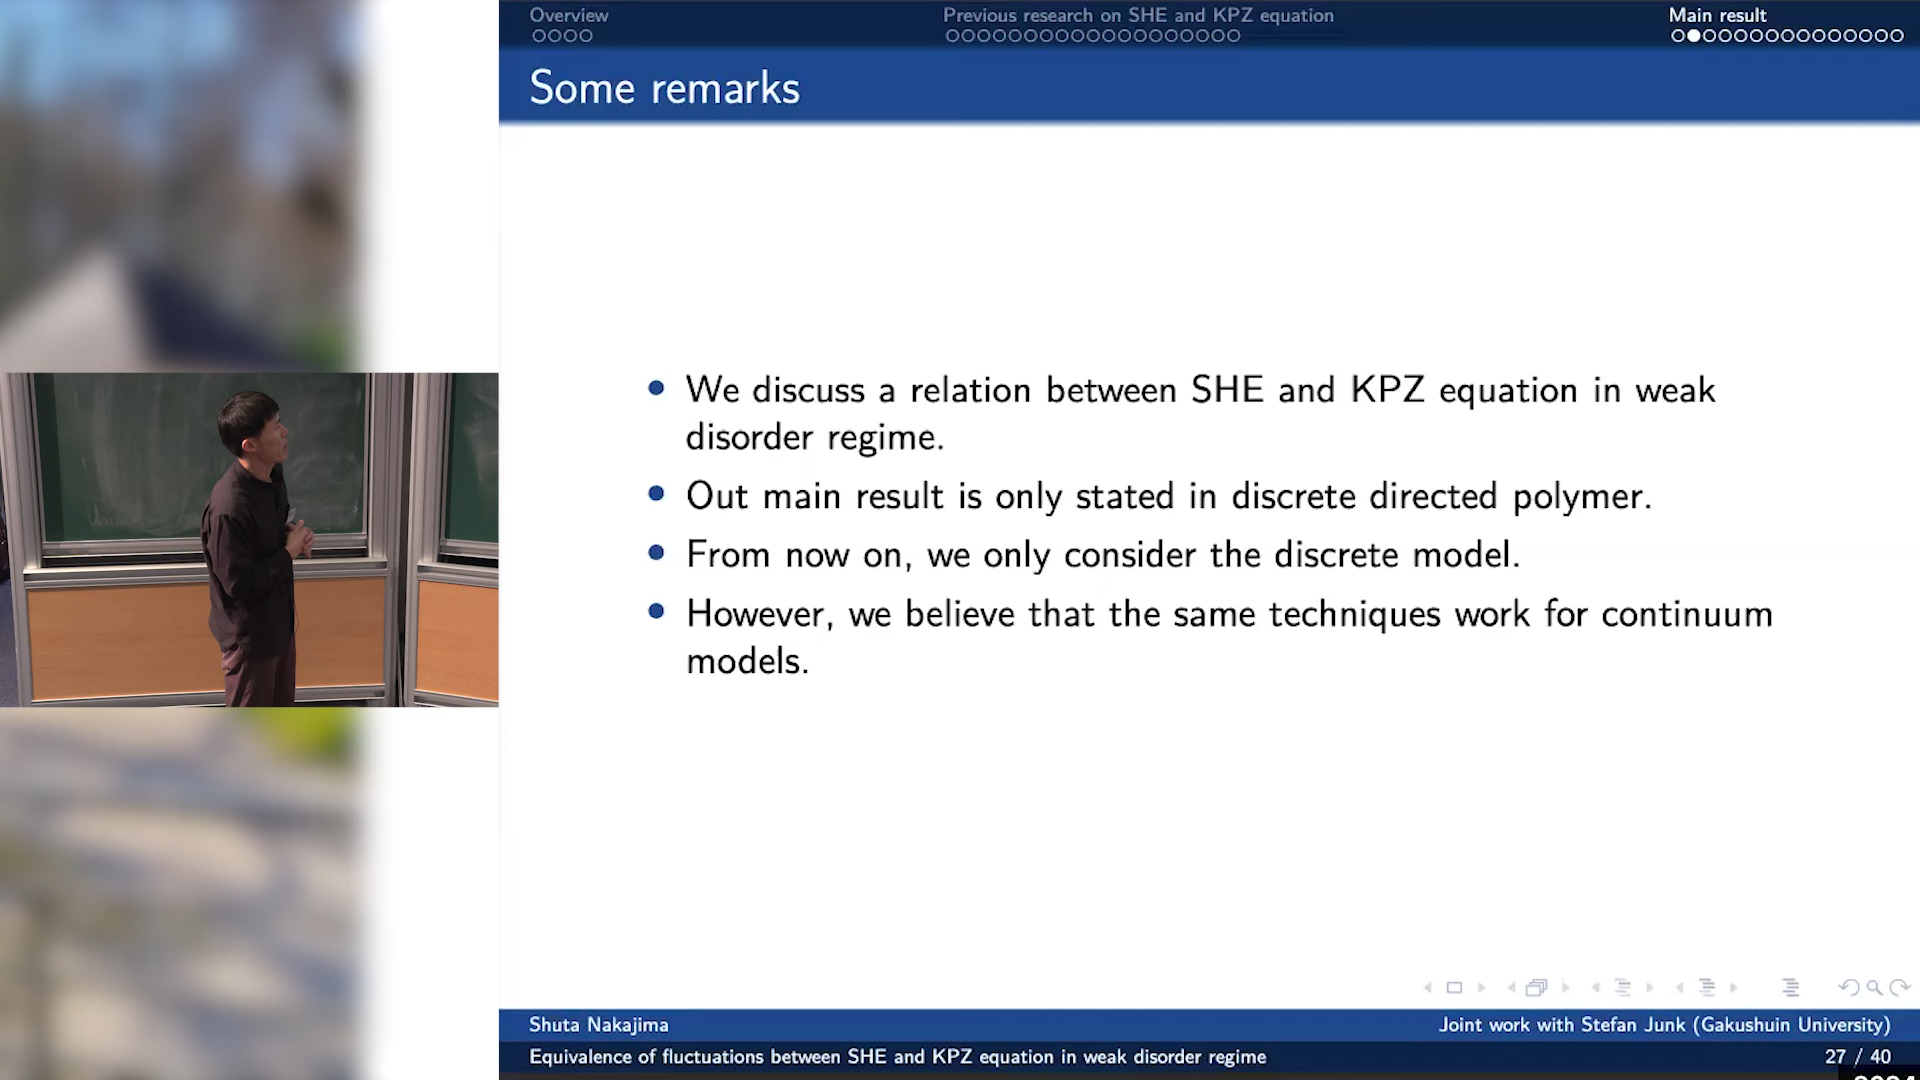 Overview
Previous research on SHE and KPZ equation
Main result
Some remarks
We discuss a relation between SHE and KPZ equation in weak
disorder regime.
Out main result is only stated in discrete directed polymer.
From now on, we only consider the discrete model.
However, we believe that the same techniques work for continuum
models.
Shuta Nakajima
Joint work with Stefan Junk (Gakushuin University)
Equivalence of fluctuations between SHE and KPZ equation in weak disorder regime
27 / 40